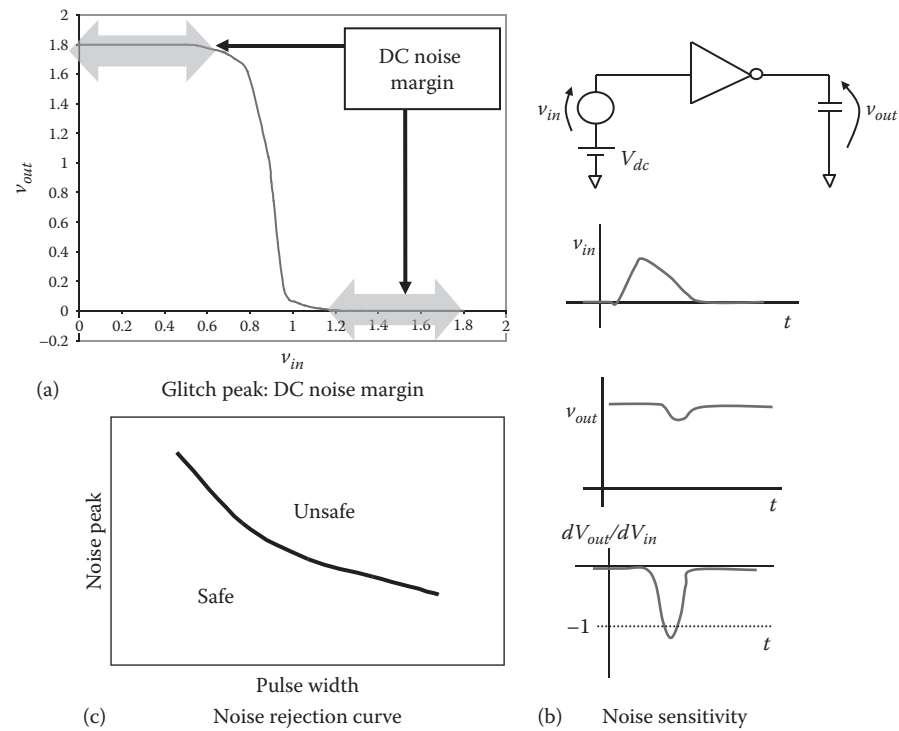 2
1.8
1.6
1.4
1.2
1
0.8
0.6
0.4
0.2
0
−0.2
v_out
DC noise
margin
0 0.2 0.4 0.6 0.8 1 1.2 1.4 1.6 1.8 2
v_in
(a) Glitch peak: DC noise margin
v_in
V_dc
v_out
v_in
t
v_out
t
dV_out/dV_in
−1
t
(b) Noise sensitivity
Noise peak
Unsafe
Safe
Pulse width
(c) Noise rejection curve